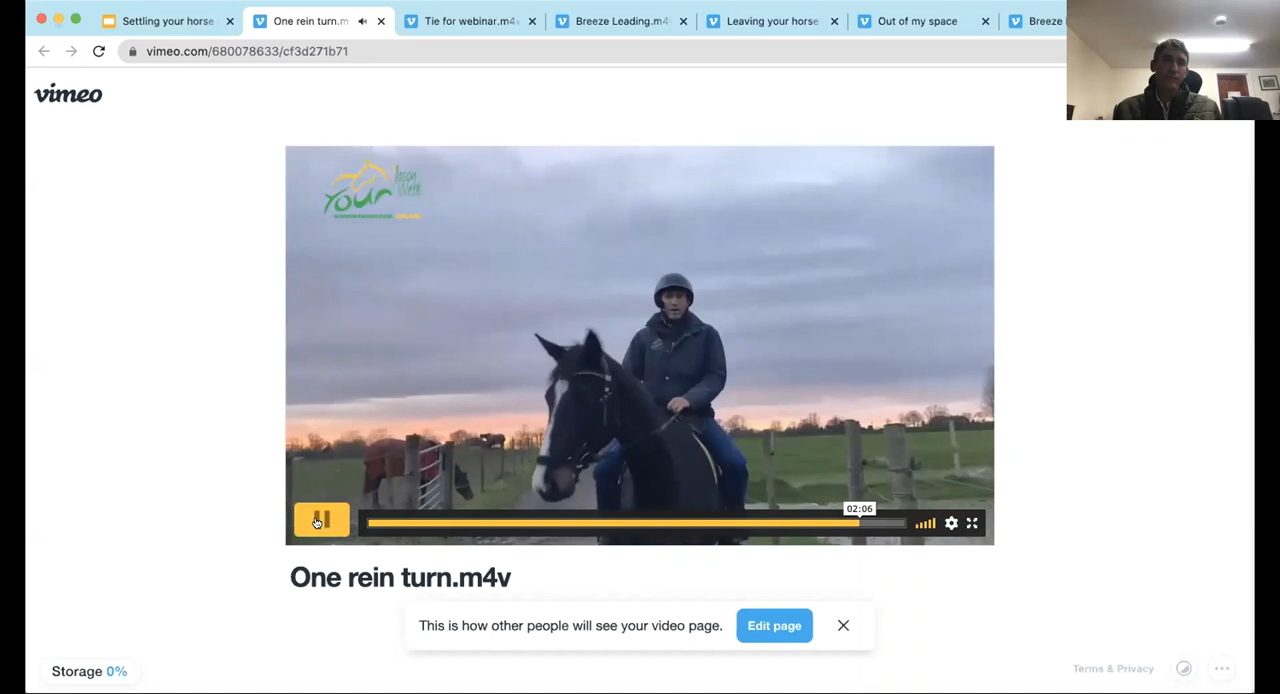 Settling your horse
One rein turn.m
Tie for webinar.m4v
Breeze Leading.m4
Leaving your horse
Out of my space
Breeze
vimeo.com/680078633/cf3d271b71
vimeo
Jason
Webb
Your
02:06
One rein turn.m4v
This is how other people will see your video page.
Edit page
Storage 0%
Terms & Privacy